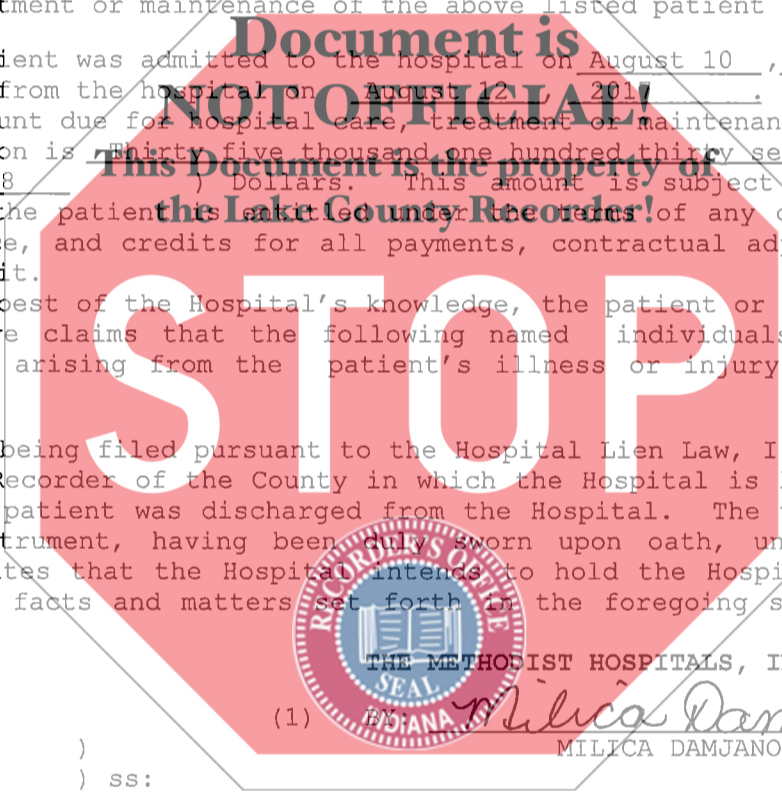 tment or maintenance of the above listed patient
Document is
ient was admitted to the hospital on August 10 ,
NOT OFFICIAL!
from the hospital on August 12 , 201 .
unt due for hospital care, treatment or maintenan
on is Thirty five thousand one hundred thirty se
This Document is the property of
8 ) Dollars. This amount is subject
the Lake County Recorder!
the patient is entitled under the terms of any
e, and credits for all payments, contractual adj
it.
best of the Hospital's knowledge, the patient or
e claims that the following named individuals
arising from the patient's illness or injury
STOP
being filed pursuant to the Hospital Lien Law, I
Recorder of the County in which the Hospital is
patient was discharged from the Hospital. The
trument, having been duly sworn upon oath, un
tes that the Hospital intends to hold the Hospi
facts and matters set forth in the foregoing s
RECORDER'S OFFICE
SEAL
INDIANA
THE METHODIST HOSPITALS, I
(1) BY: Milica Dam
) MILICA DAMJANO
) ss: